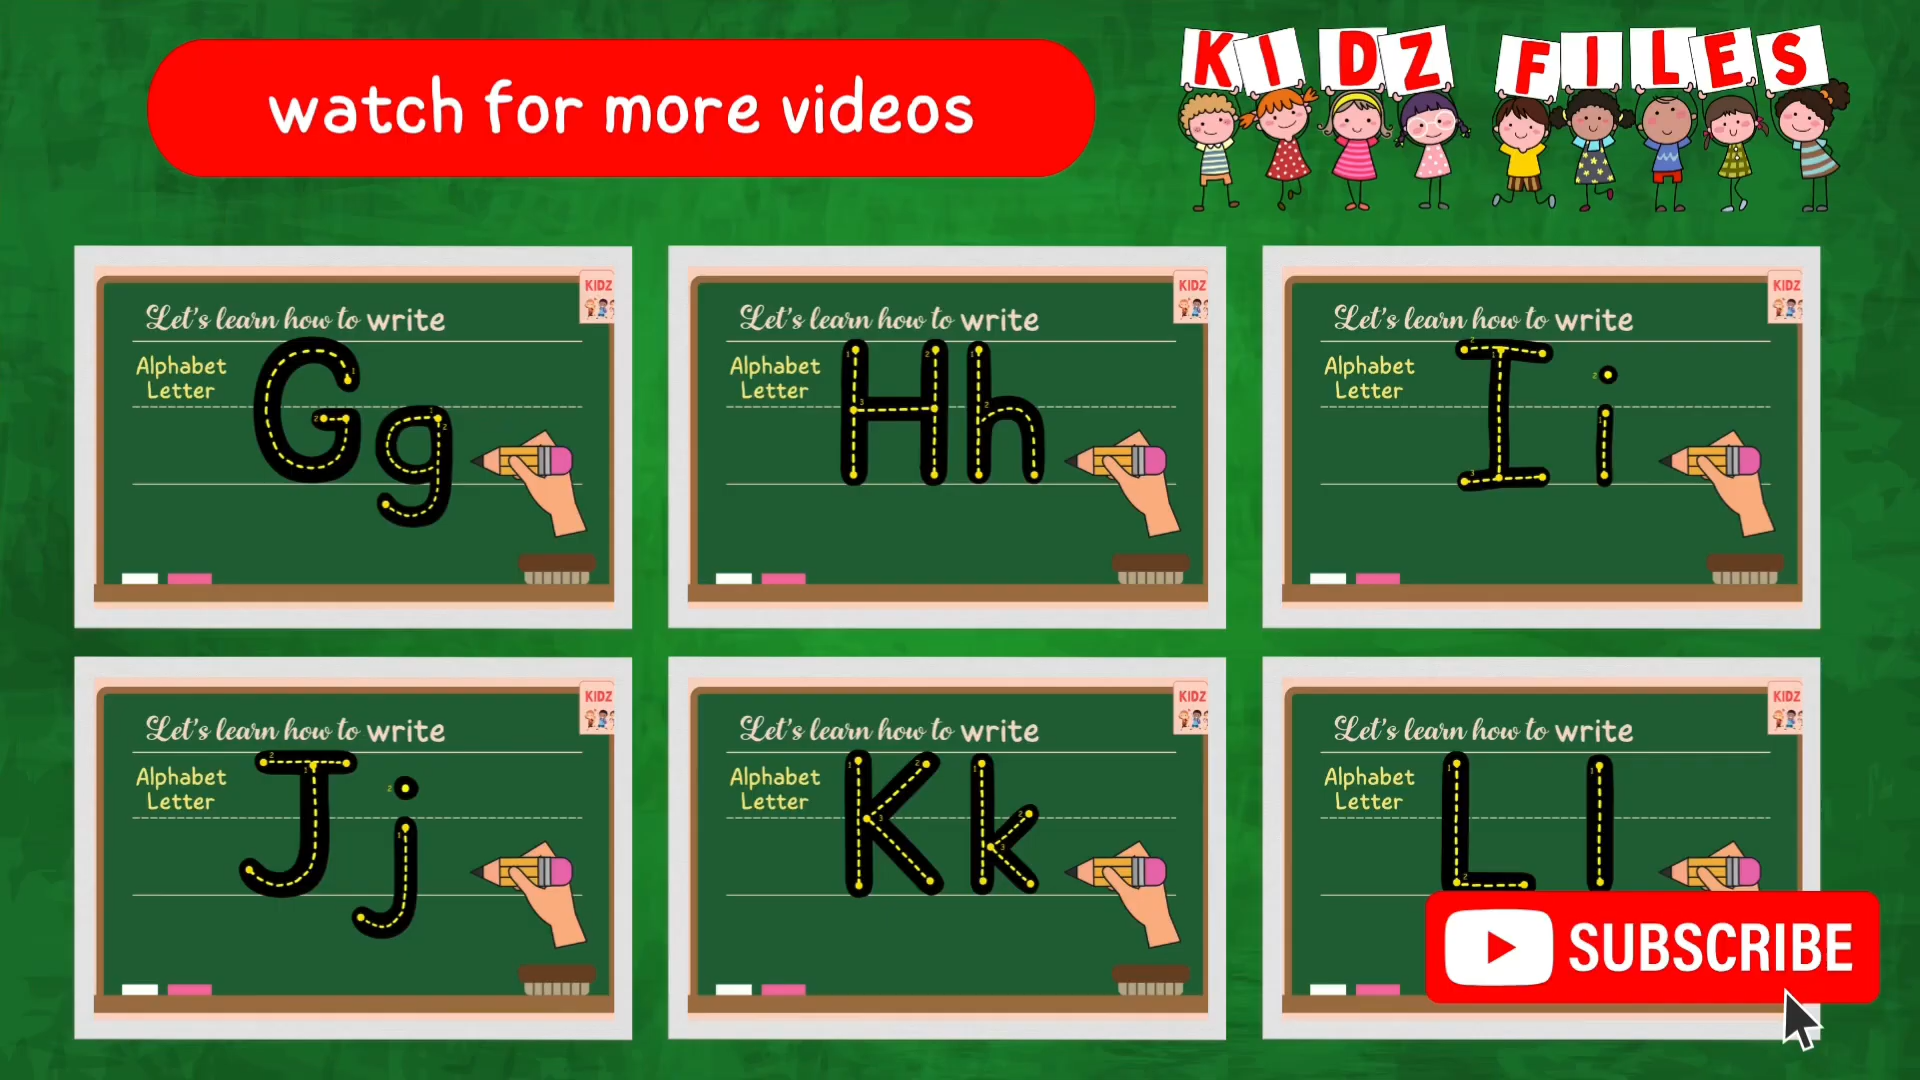 watch for more videos
KIDZ FILES
Let's learn how to write
Alphabet
Letter
Gg
KIDZ
Let's learn how to write
Alphabet
Letter
Hh
KIDZ
Let's learn how to write
Alphabet
Letter
Ii
KIDZ
Let's learn how to write
Alphabet
Letter
Jj
KIDZ
Let's learn how to write
Alphabet
Letter
Kk
KIDZ
Let's learn how to write
Alphabet
Letter
Ll
KIDZ
SUBSCRIBE